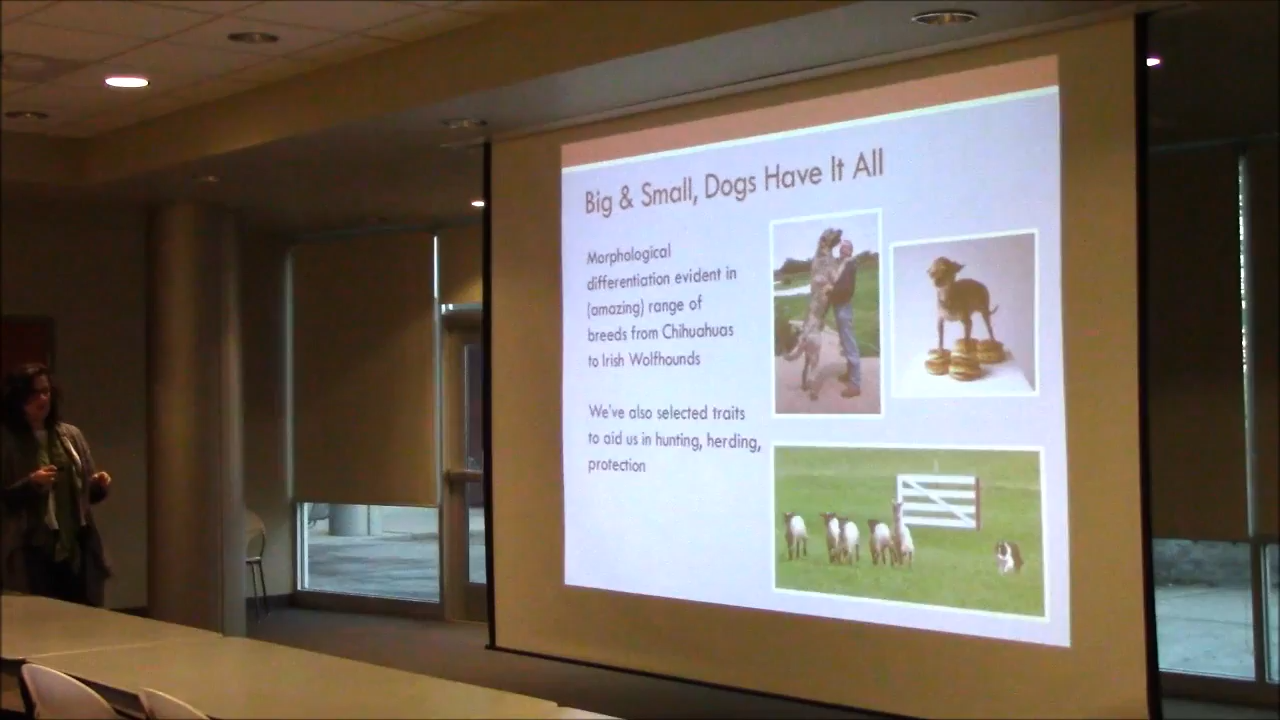 Big & Small, Dogs Have It All
Morphological
differentiation evident in
(amazing) range of
breeds from Chihuahuas
to Irish Wolfhounds
We've also selected traits
to aid us in hunting, herding,
protection